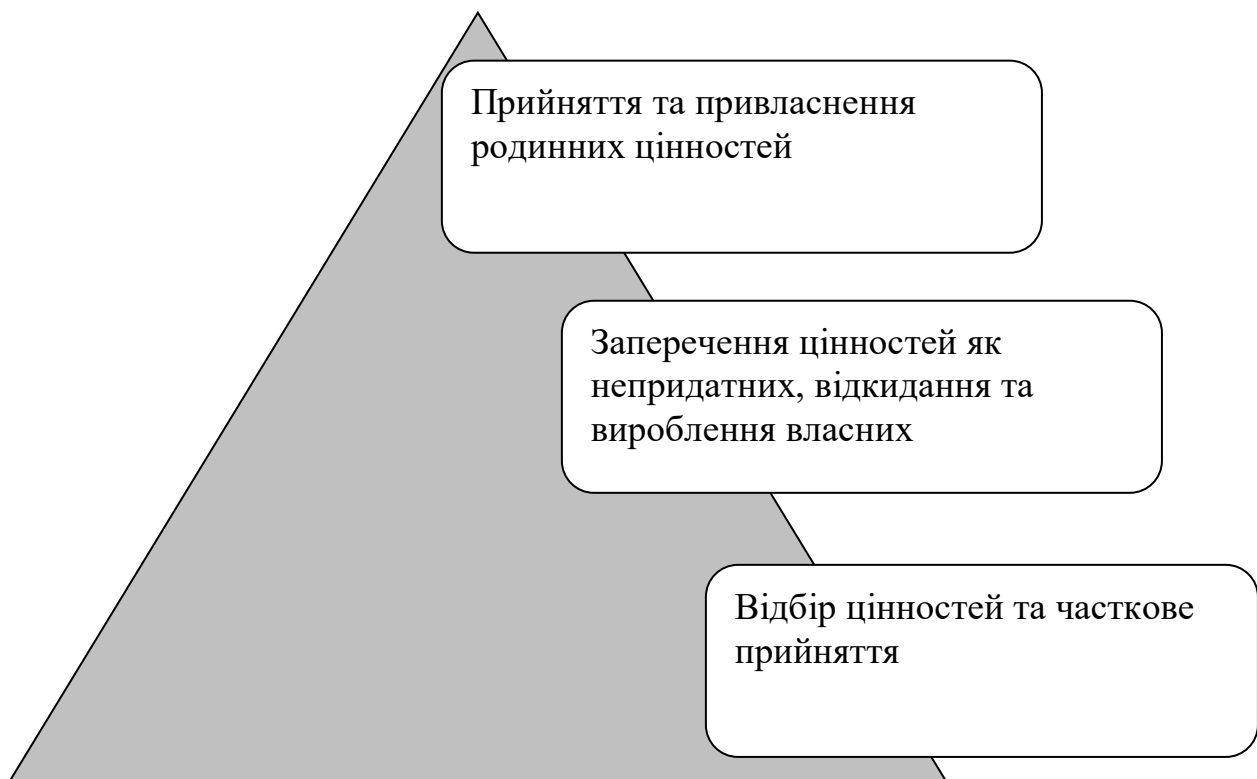 Прийняття та привласнення
родинних цінностей
Заперечення цінностей як
непридатних, відкидання та
вироблення власних
Відбір цінностей та часткове
прийняття